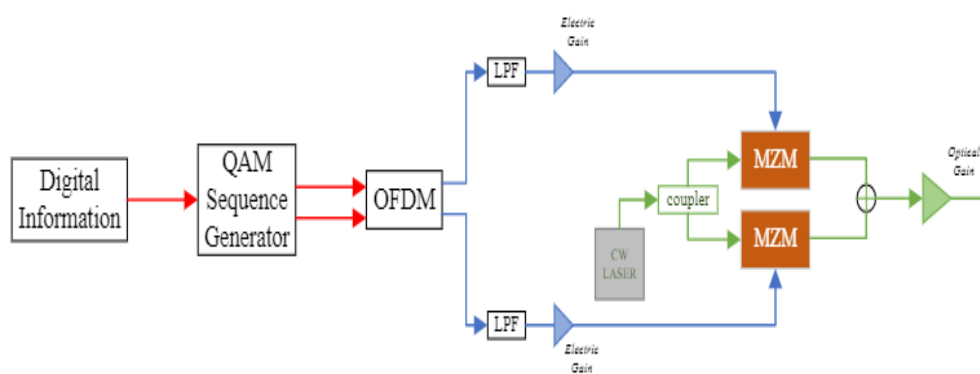 Electric
Gain
LPF
Digital
Information
QAM
Sequence
Generator
OFDM
coupler
CW
LASER
MZM
MZM
Optical
Gain
LPF
Electric
Gain